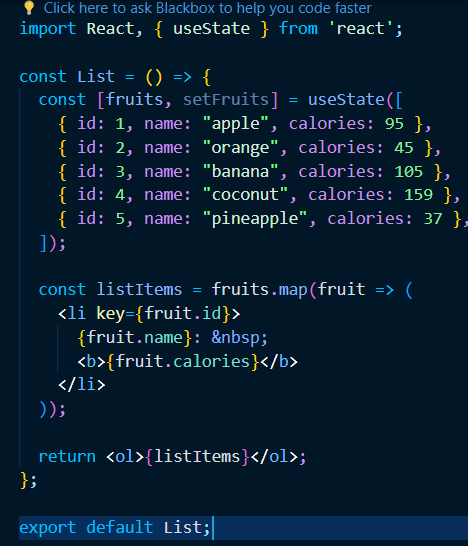 Click here to ask Blackbox to help you code faster
import React, { useState } from 'react';
const List = () => {
const [fruits, setFruits] = useState([
{ id: 1, name: "apple", calories: 95 },
{ id: 2, name: "orange", calories: 45 },
{ id: 3, name: "banana", calories: 105 },
{ id: 4, name: "coconut", calories: 159 },
{ id: 5, name: "pineapple", calories: 37 },
]);
const listItems = fruits.map(fruit => (
<li key={fruit.id}>
{fruit.name}: &nbsp;
<b>{fruit.calories}</b>
</li>
));
return <ol>{listItems}</ol>;
};
export default List;